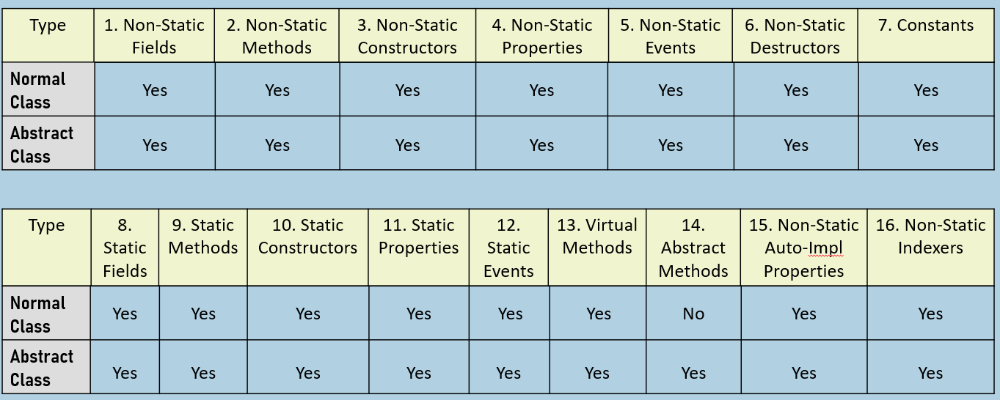 Type 1. Non-Static Fields 2. Non-Static Methods 3. Non-Static Constructors 4. Non-Static Properties 5. Non-Static Events 6. Non-Static Destructors 7. Constants
Normal Class Yes Yes Yes Yes Yes Yes Yes
Abstract Class Yes Yes Yes Yes Yes Yes Yes
Type 8. Static Fields 9. Static Methods 10. Static Constructors 11. Static Properties 12. Static Events 13. Virtual Methods 14. Abstract Methods 15. Non-Static Auto-Impl Properties 16. Non-Static Indexers
Normal Class Yes Yes Yes Yes Yes Yes No Yes Yes
Abstract Class Yes Yes Yes Yes Yes Yes Yes Yes Yes